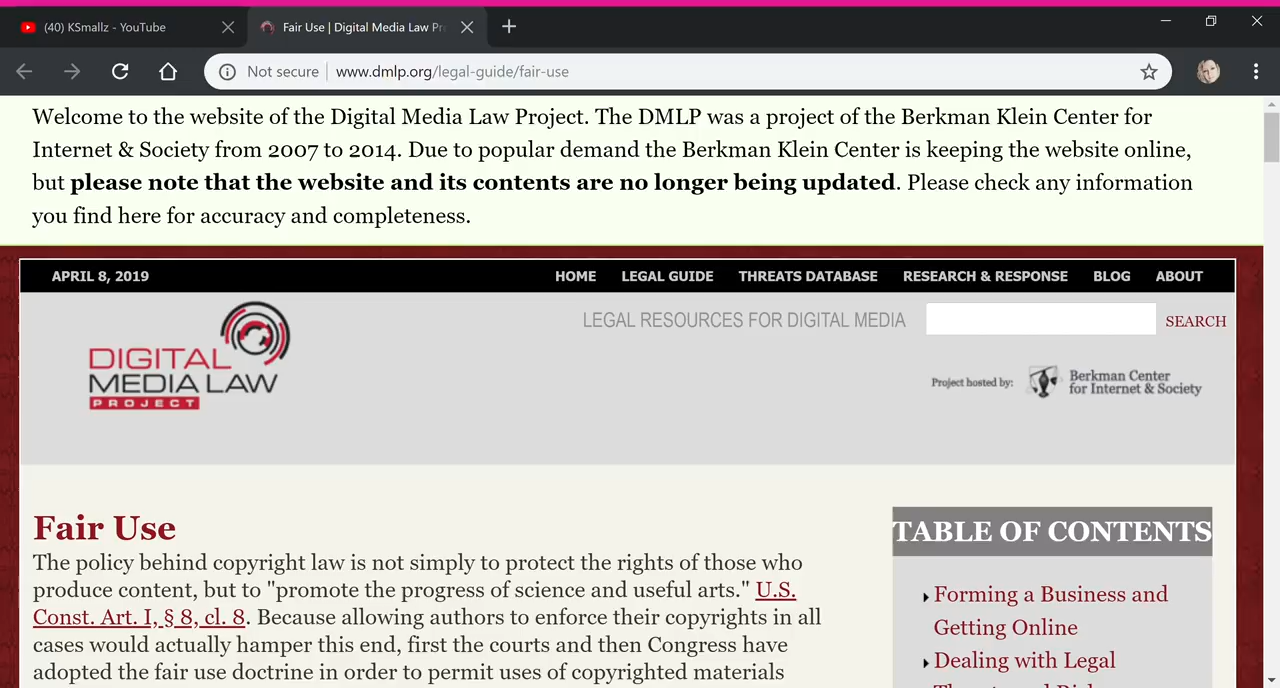 (40) KSmallz - YouTube
Fair Use | Digital Media Law Pr
Not secure
www.dmlp.org/legal-guide/fair-use
Welcome to the website of the Digital Media Law Project. The DMLP was a project of the Berkman Klein Center for
Internet & Society from 2007 to 2014. Due to popular demand the Berkman Klein Center is keeping the website online,
but please note that the website and its contents are no longer being updated. Please check any information
you find here for accuracy and completeness.
APRIL 8, 2019
HOME LEGAL GUIDE THREATS DATABASE RESEARCH & RESPONSE BLOG ABOUT
LEGAL RESOURCES FOR DIGITAL MEDIA
SEARCH
DIGITAL
MEDIA LAW
PROJECT
Project hosted by:
Berkman Center
for Internet & Society
Fair Use
The policy behind copyright law is not simply to protect the rights of those who
produce content, but to "promote the progress of science and useful arts." U.S.
Const. Art. I, § 8, cl. 8. Because allowing authors to enforce their copyrights in all
cases would actually hamper this end, first the courts and then Congress have
adopted the fair use doctrine in order to permit uses of copyrighted materials
TABLE OF CONTENTS
Forming a Business and
Getting Online
Dealing with Legal